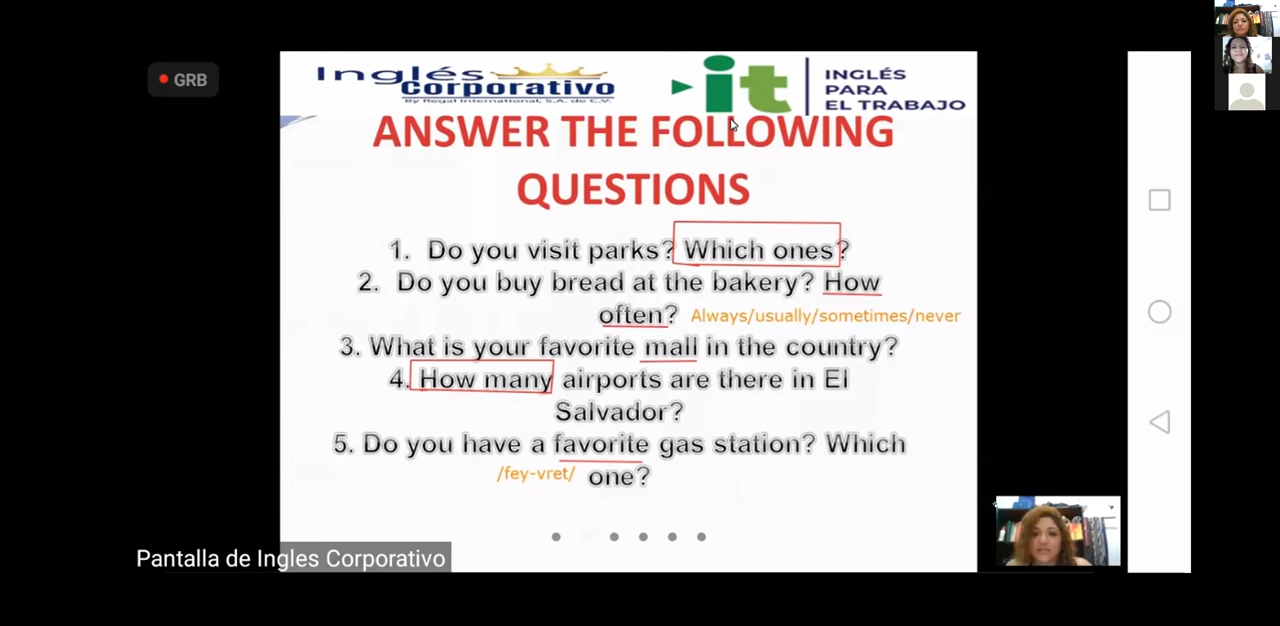 GRB
Inglés
Corporativo
By Regal International, S.A. de C.V.
it
INGLÉS
PARA
EL TRABAJO
ANSWER THE FOLLOWING
QUESTIONS
1. Do you visit parks? Which ones?
2. Do you buy bread at the bakery? How
often? Always/usually/sometimes/never
3. What is your favorite mall in the country?
4. How many airports are there in El
Salvador?
5. Do you have a favorite gas station? Which
/fey-vret/ one?
Pantalla de Ingles Corporativo